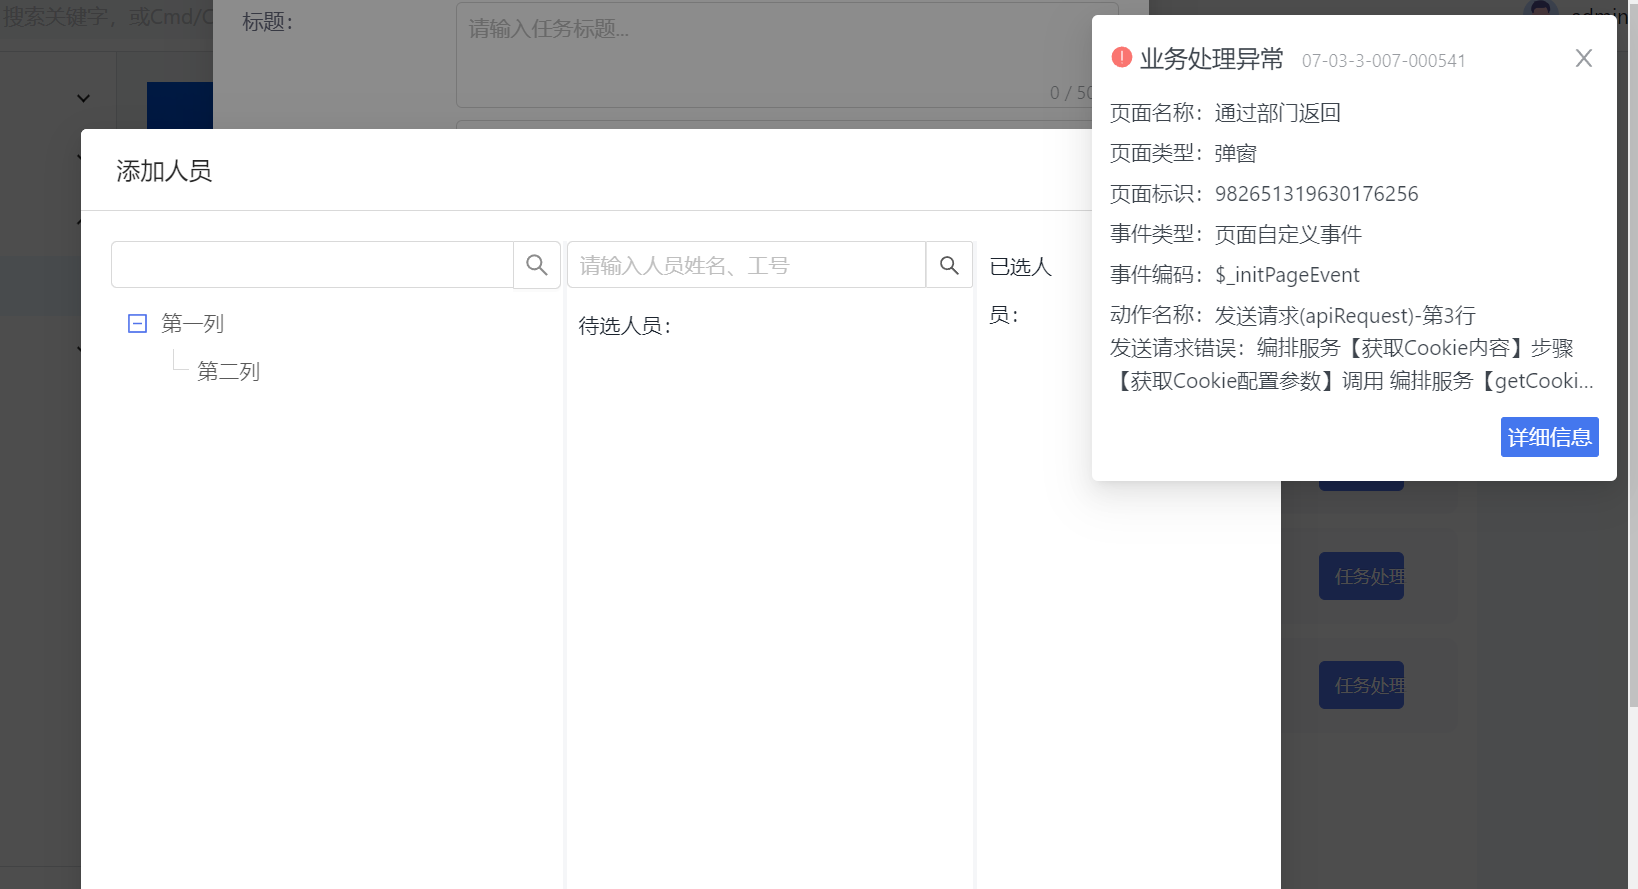 搜索关键字，或Cmd/C
标题：
请输入任务标题...
0 / 50
admin
添加人员
请输入人员姓名、工号
已选人
员：
第一列
待选人员：
第二列
业务处理异常 07-03-3-007-000541
页面名称：通过部门返回
页面类型：弹窗
页面标识：982651319630176256
事件类型：页面自定义事件
事件编码：$_initPageEvent
动作名称：发送请求(apiRequest)-第3行
发送请求错误：编排服务【获取Cookie内容】步骤
【获取Cookie配置参数】调用 编排服务【getCooki...
详细信息
任务处理
任务处理